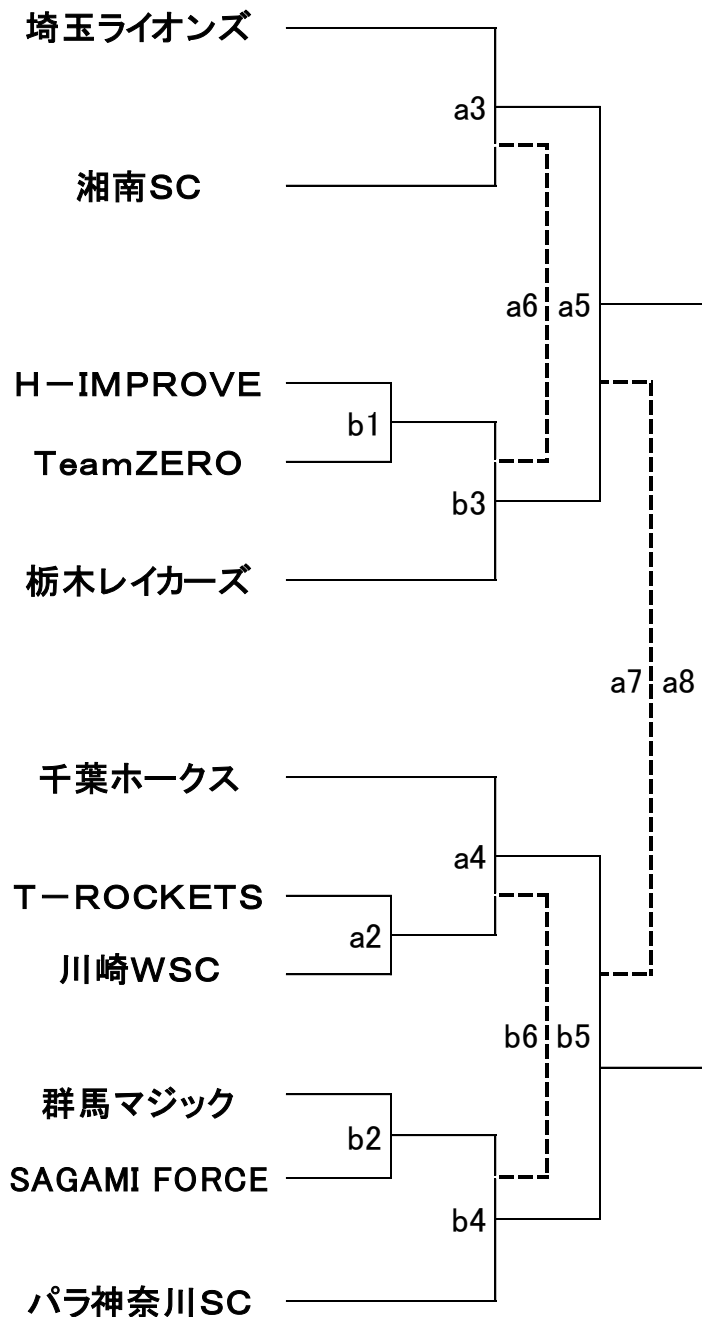 埼玉ライオンズ
a3
湘南SC
a6 a5
H－IMPROVE
b1
TeamZERO
b3
栃木レイカーズ
a7 a8
千葉ホークス
a4
T－ROCKETS
a2
川崎WSC
b6 b5
群馬マジック
b2
SAGAMI FORCE
b4
パラ神奈川SC